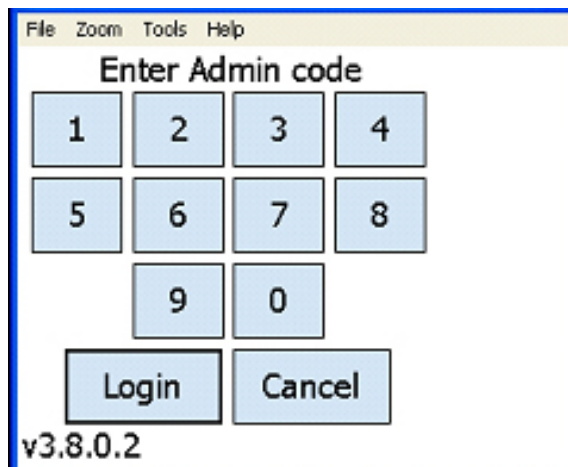 File Zoom Tools Help
Enter Admin code
1 2 3 4
5 6 7 8
9 0
Login Cancel
v3.8.0.2